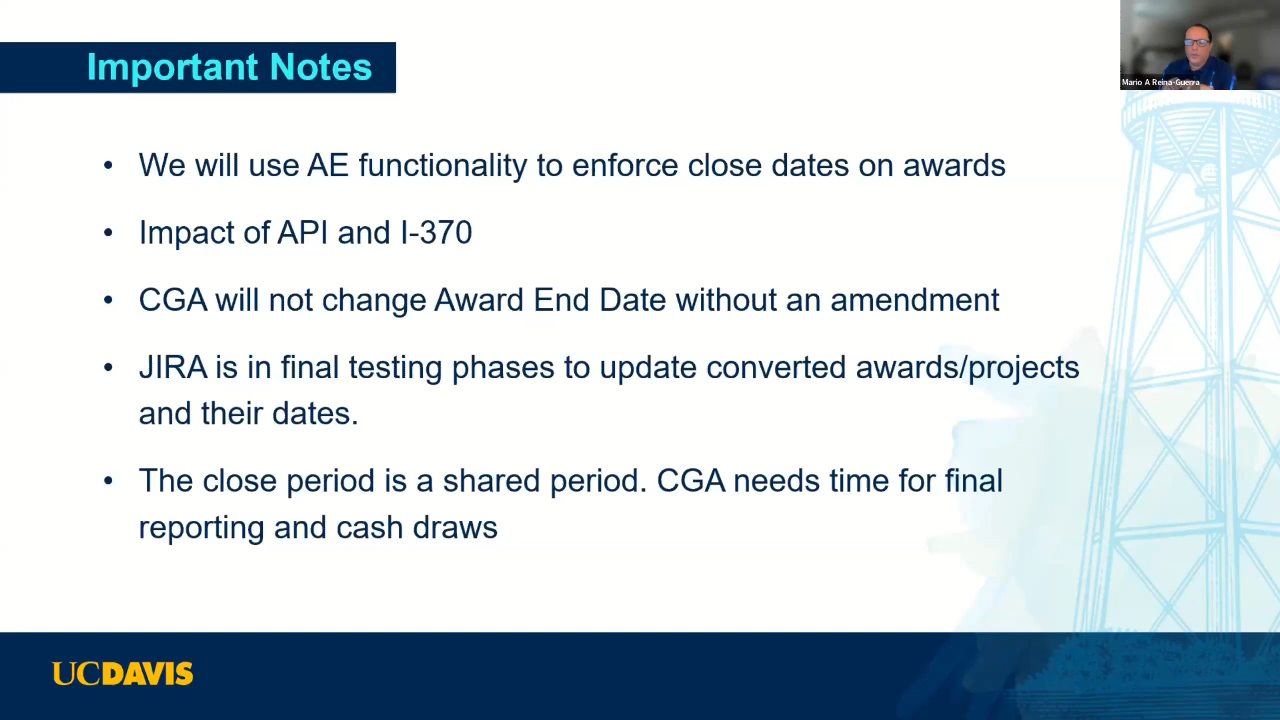 Important Notes
Mario A Reina-Guerra
• We will use AE functionality to enforce close dates on awards
• Impact of API and I-370
• CGA will not change Award End Date without an amendment
• JIRA is in final testing phases to update converted awards/projects
and their dates.
• The close period is a shared period. CGA needs time for final
reporting and cash draws
UCDAVIS